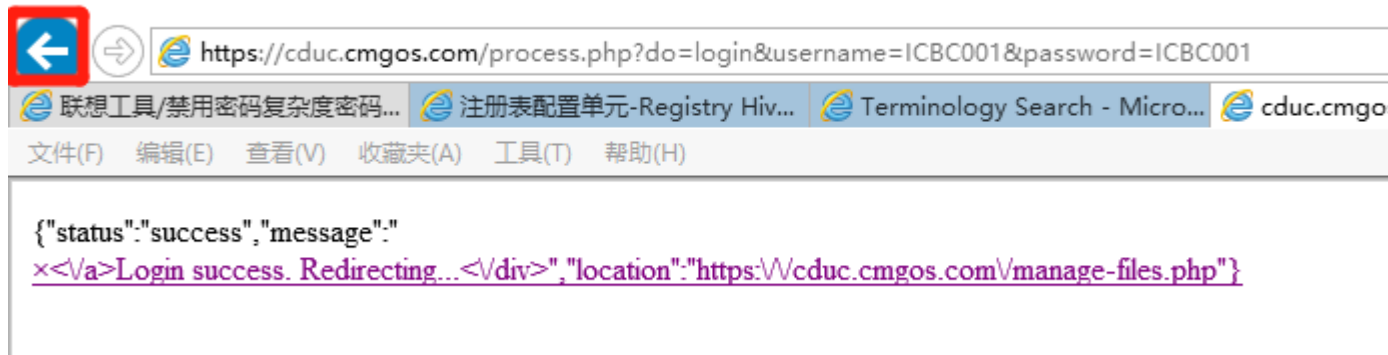 https://cduc.cmgos.com/process.php?do=login&username=ICBC001&password=ICBC001
联想工具/禁用密码复杂度密码... 注册表配置单元-Registry Hiv... Terminology Search - Micro... cduc.cmgo
文件(F) 编辑(E) 查看(V) 收藏夹(A) 工具(T) 帮助(H)
{"status":"success","message":"
×<\/a>Login success. Redirecting...<\/div>","location":"https:\/\/cduc.cmgos.com\/manage-files.php"}